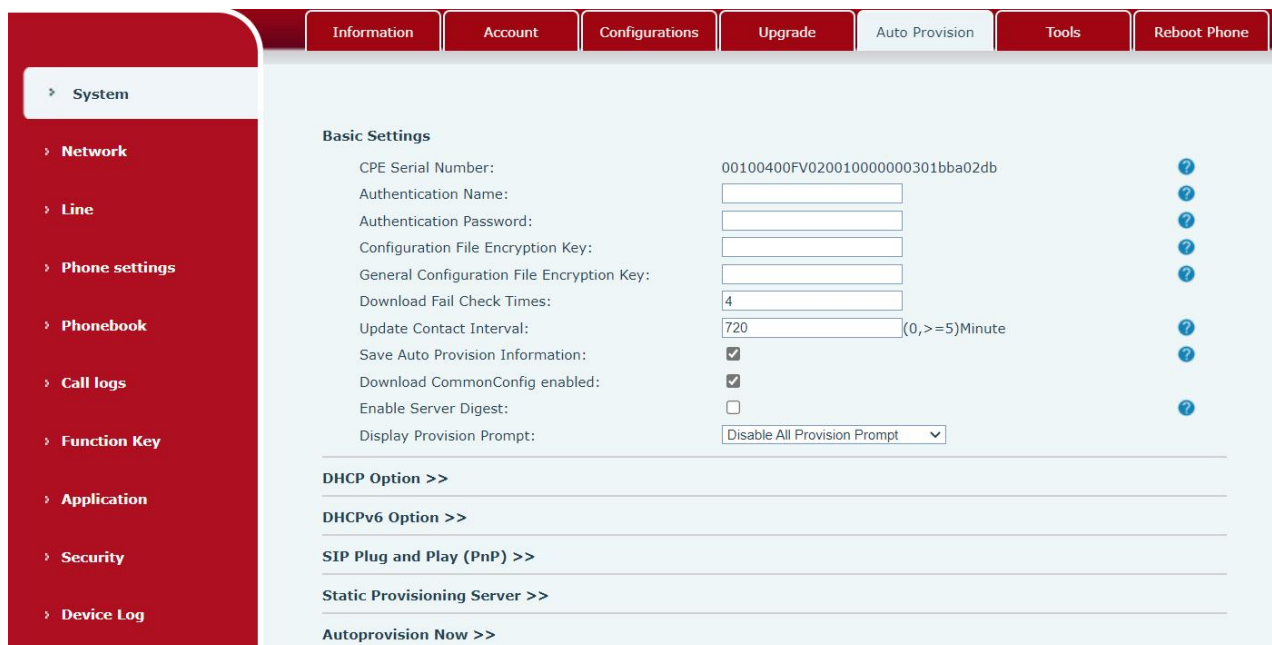 Information Account Configurations Upgrade Auto Provision Tools Reboot Phone
System
Network
Line
Phone settings
Phonebook
Call logs
Function Key
Application
Security
Device Log
Basic Settings
CPE Serial Number: 00100400FV020010000000301bba02db
Authentication Name:
Authentication Password:
Configuration File Encryption Key:
General Configuration File Encryption Key:
Download Fail Check Times: 4
Update Contact Interval: 720 (0,>=5)Minute
Save Auto Provision Information:
Download CommonConfig enabled:
Enable Server Digest:
Display Provision Prompt: Disable All Provision Prompt
DHCP Option >>
DHCPv6 Option >>
SIP Plug and Play (PnP) >>
Static Provisioning Server >>
Autoprovision Now >>